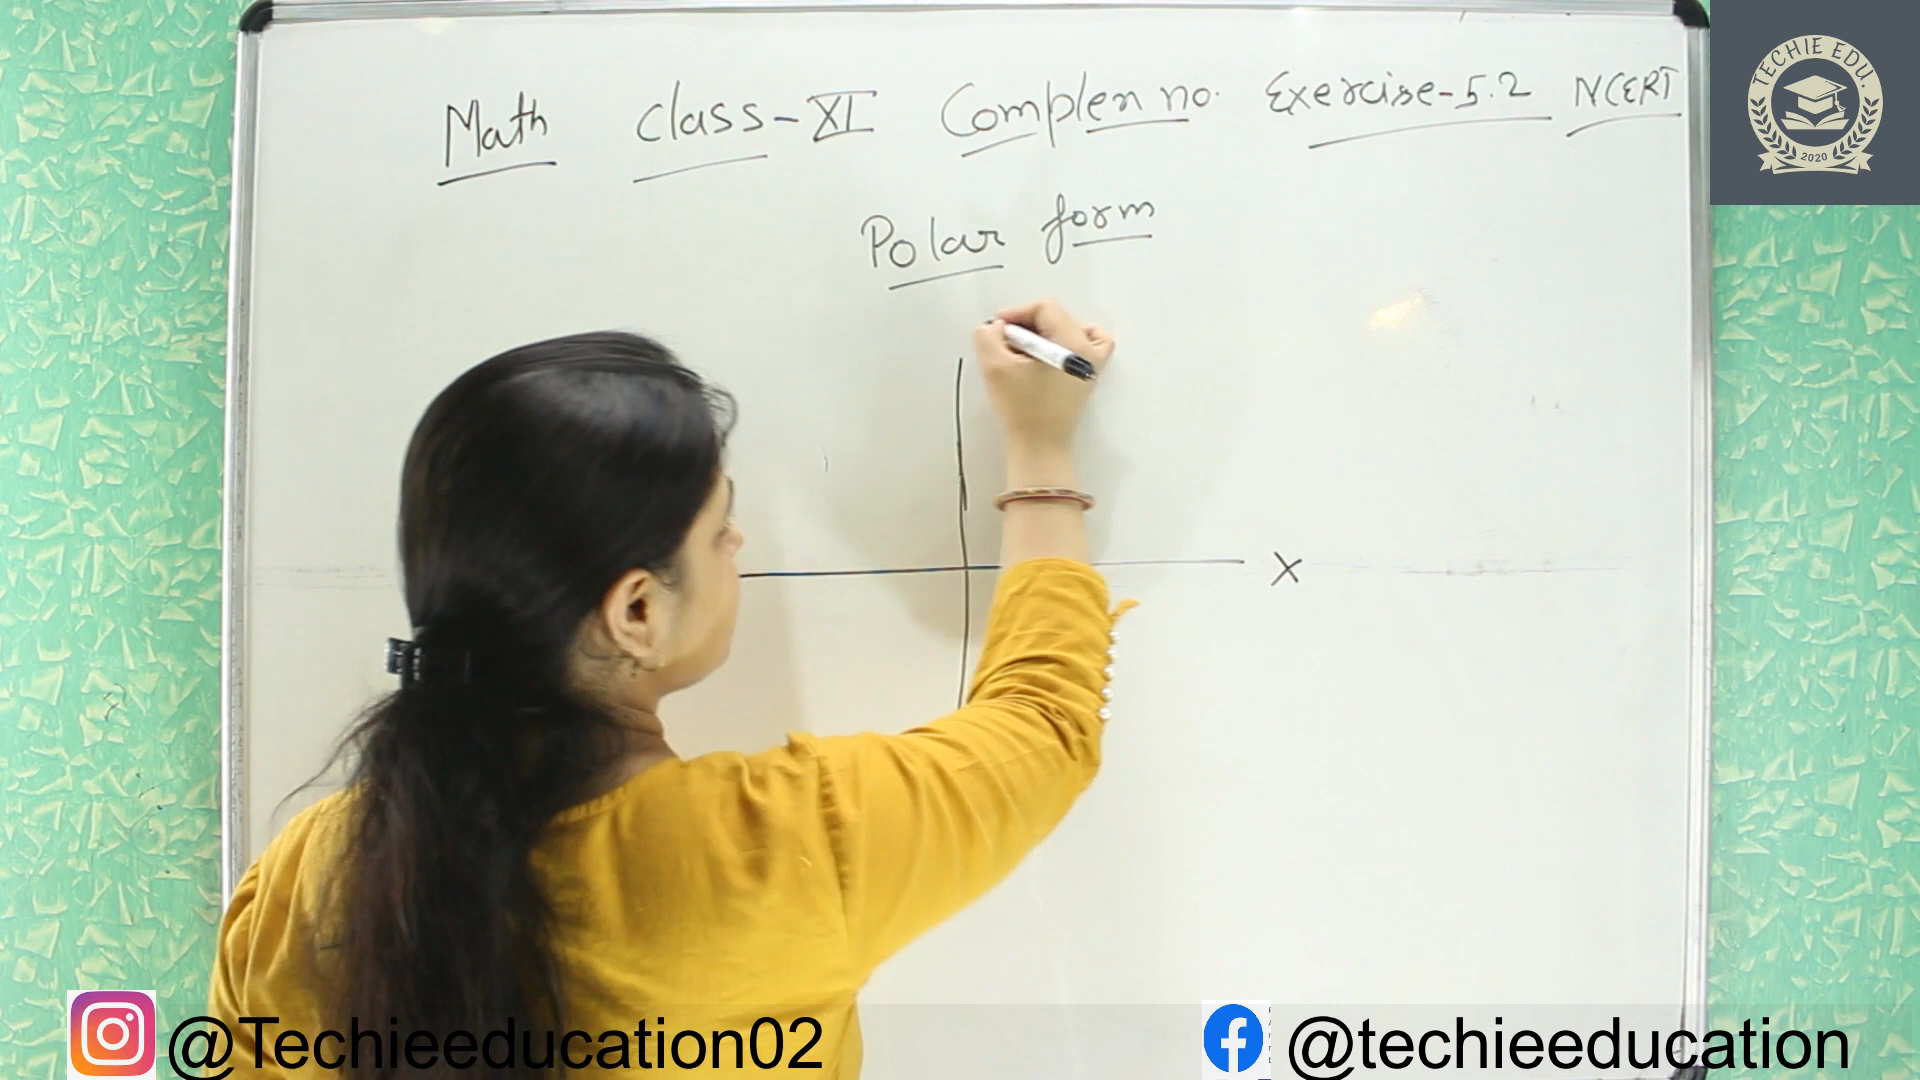 Math class-XI Complex no. Exercise-5.2 NCERT
Polar form
X
TECHIE EDU.
2020
@Techieeducation02
@techieeducation